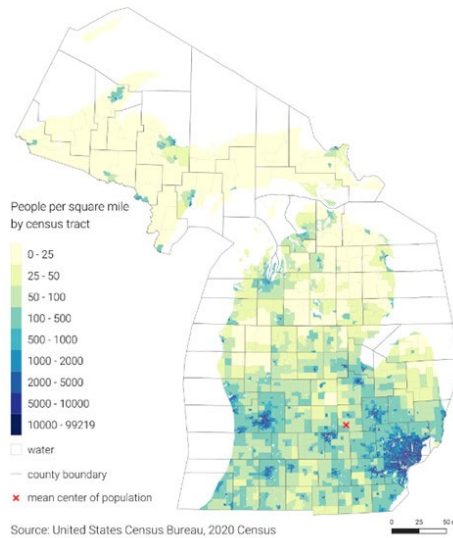 People per square mile
by census tract
0 - 25
25 - 50
50 - 100
100 - 500
500 - 1000
1000 - 2000
2000 - 5000
5000 - 10000
10000 - 99219
water
county boundary
mean center of population
Source: United States Census Bureau, 2020 Census
0 25 50